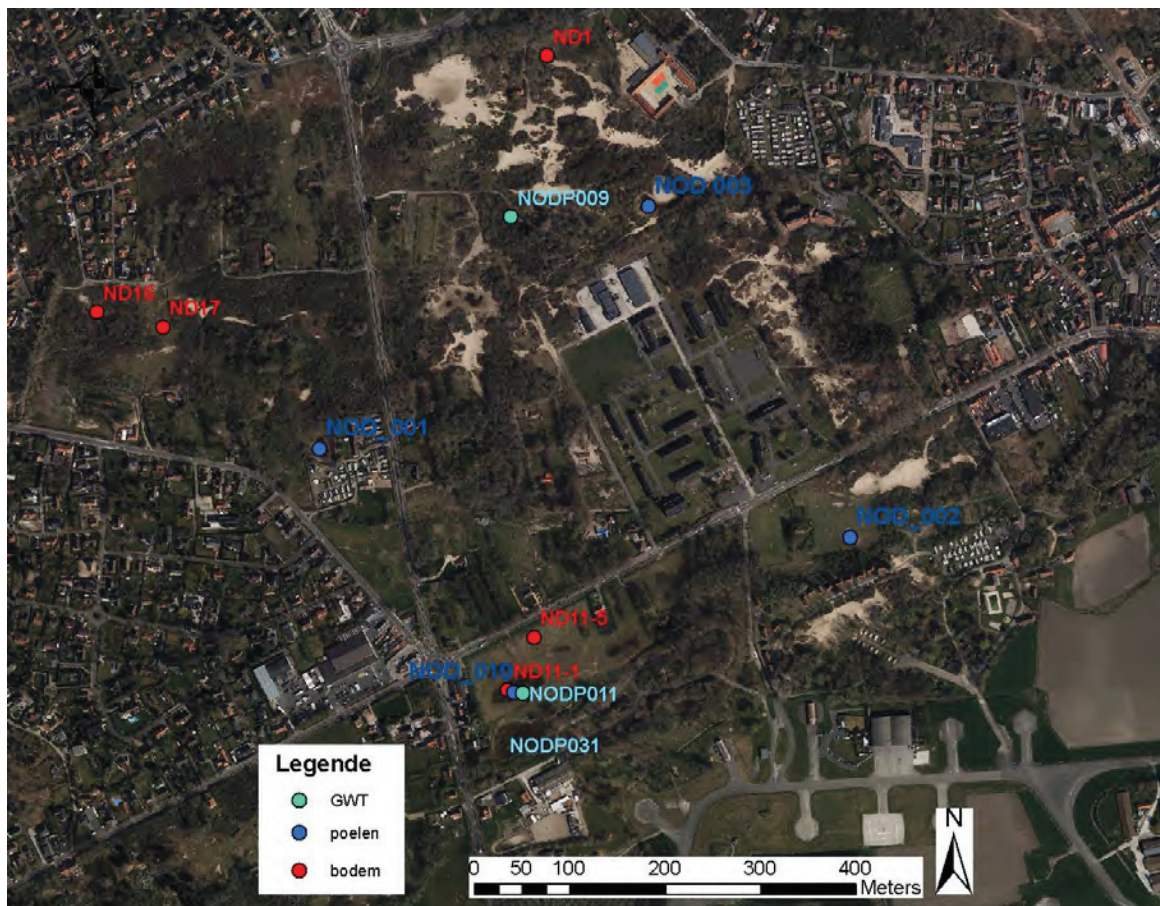 ND1
NOD 005
NODP009
ND16
ND17
NOD_001
NOD_002
ND11-5
NOD_010
ND11-1
NODP011
NODP031
Legende
GWT
poelen
bodem
0 50 100 200 300 400
Meters
N